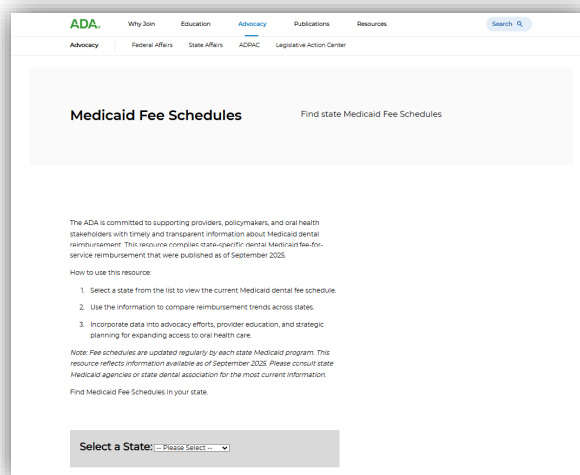 ADA. Why Join Education Advocacy Publications Resources Search
Advocacy Federal Affairs State Affairs ADPAC Legislative Action Center
Medicaid Fee Schedules
Find state Medicaid Fee Schedules
The ADA is committed to supporting providers, policymakers, and oral health
stakeholders with timely and transparent information about Medicaid dental
reimbursement. This resource compiles state-specific dental Medicaid fee-for-
service reimbursement that were published as of September 2025.
How to use this resource:
1. Select a state from the list to view the current Medicaid dental fee schedule.
2. Use the information to compare reimbursement trends across states.
3. Incorporate data into advocacy efforts, provider education, and strategic
planning for expanding access to oral health care.
Note: Fee schedules are updated regularly by each state Medicaid program. This
resource reflects information available as of September 2025. Please consult state
Medicaid agencies or state dental association for the most current information.
Find Medicaid Fee Schedules in your state.
Select a State: -- Please Select --